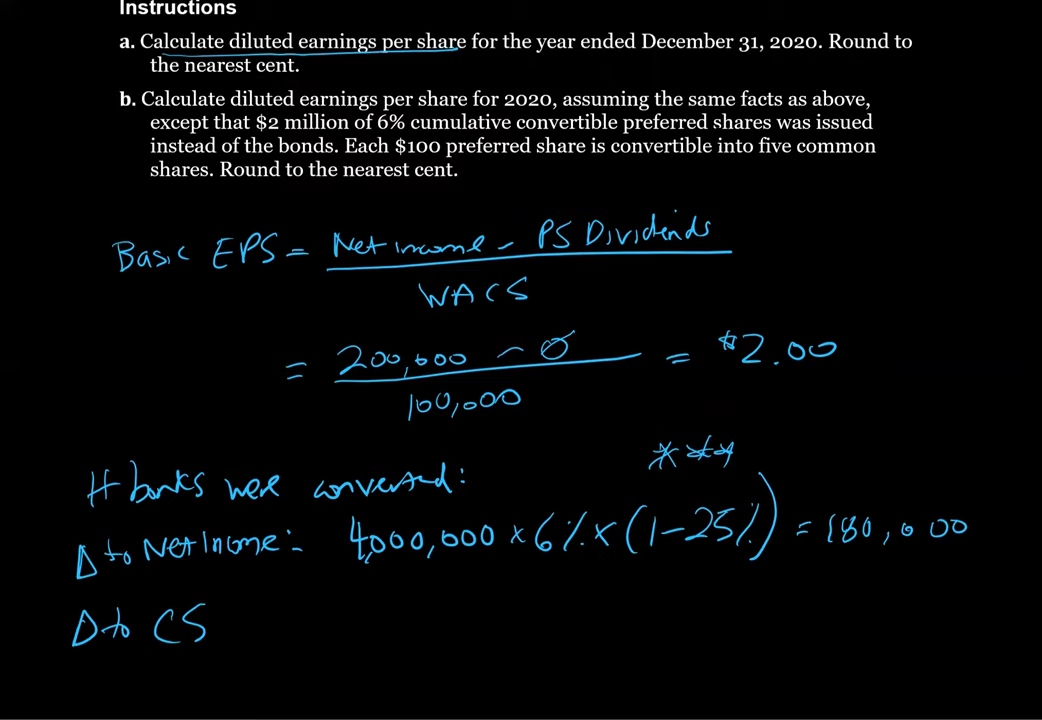 Instructions
a. Calculate diluted earnings per share for the year ended December 31, 2020. Round to
the nearest cent.
b. Calculate diluted earnings per share for 2020, assuming the same facts as above,
except that $2 million of 6% cumulative convertible preferred shares was issued
instead of the bonds. Each $100 preferred share is convertible into five common
shares. Round to the nearest cent.
Basic EPS = Net income - PS Dividends
WACS
= 200,000 - 0 = $2.00
100,000
***
If bonks were converted:
Δ to Net Income: 4,000,000 × 6% × (1-25%) = 180,000
Δ to CS